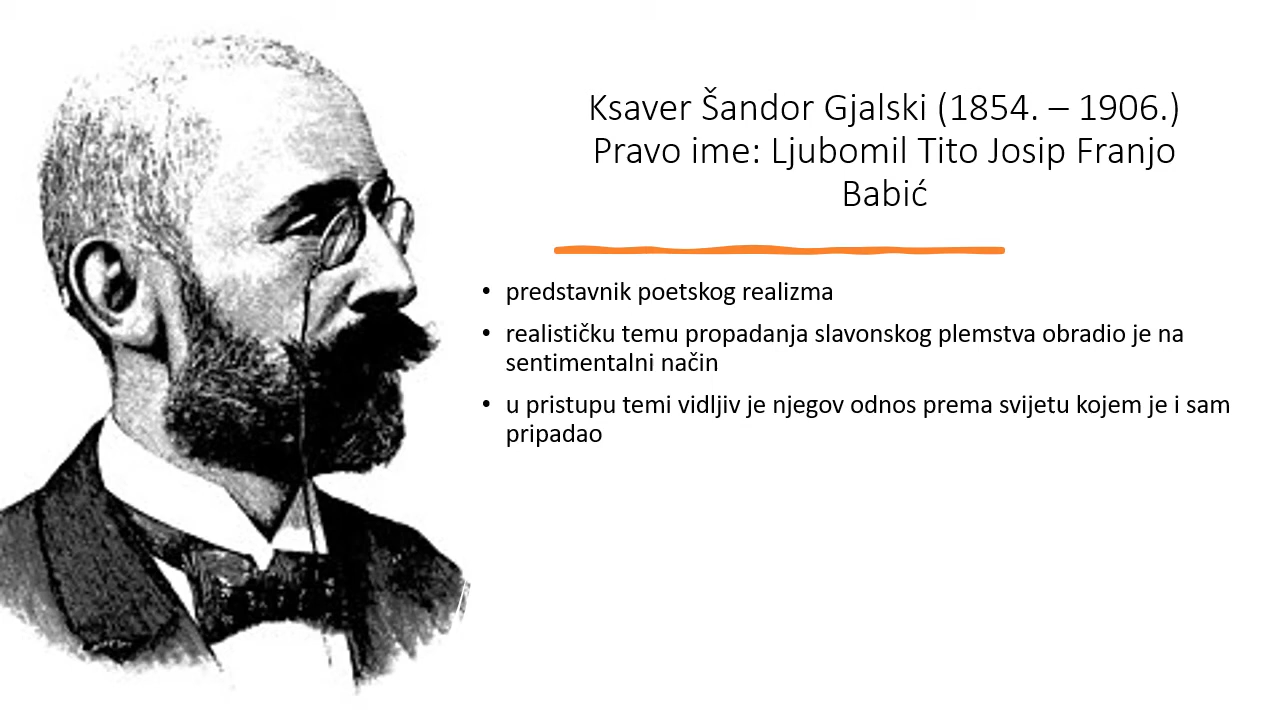 Ksaver Šandor Gjalski (1854. – 1906.)
Pravo ime: Ljubomil Tito Josip Franjo
Babić
• predstavnik poetskog realizma
• realističku temu propadanja slavonskog plemstva obradio je na
sentimentalni način
• u pristupu temi vidljiv je njegov odnos prema svijetu kojem je i sam
pripadao